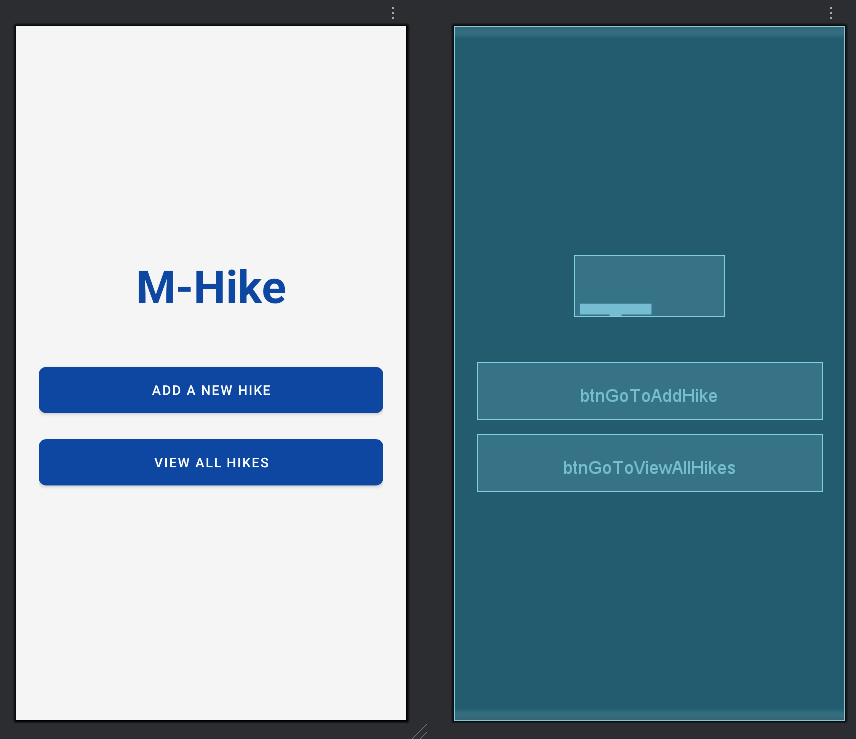 M-Hike
ADD A NEW HIKE
VIEW ALL HIKES
btnGoToAddHike
btnGoToViewAllHikes